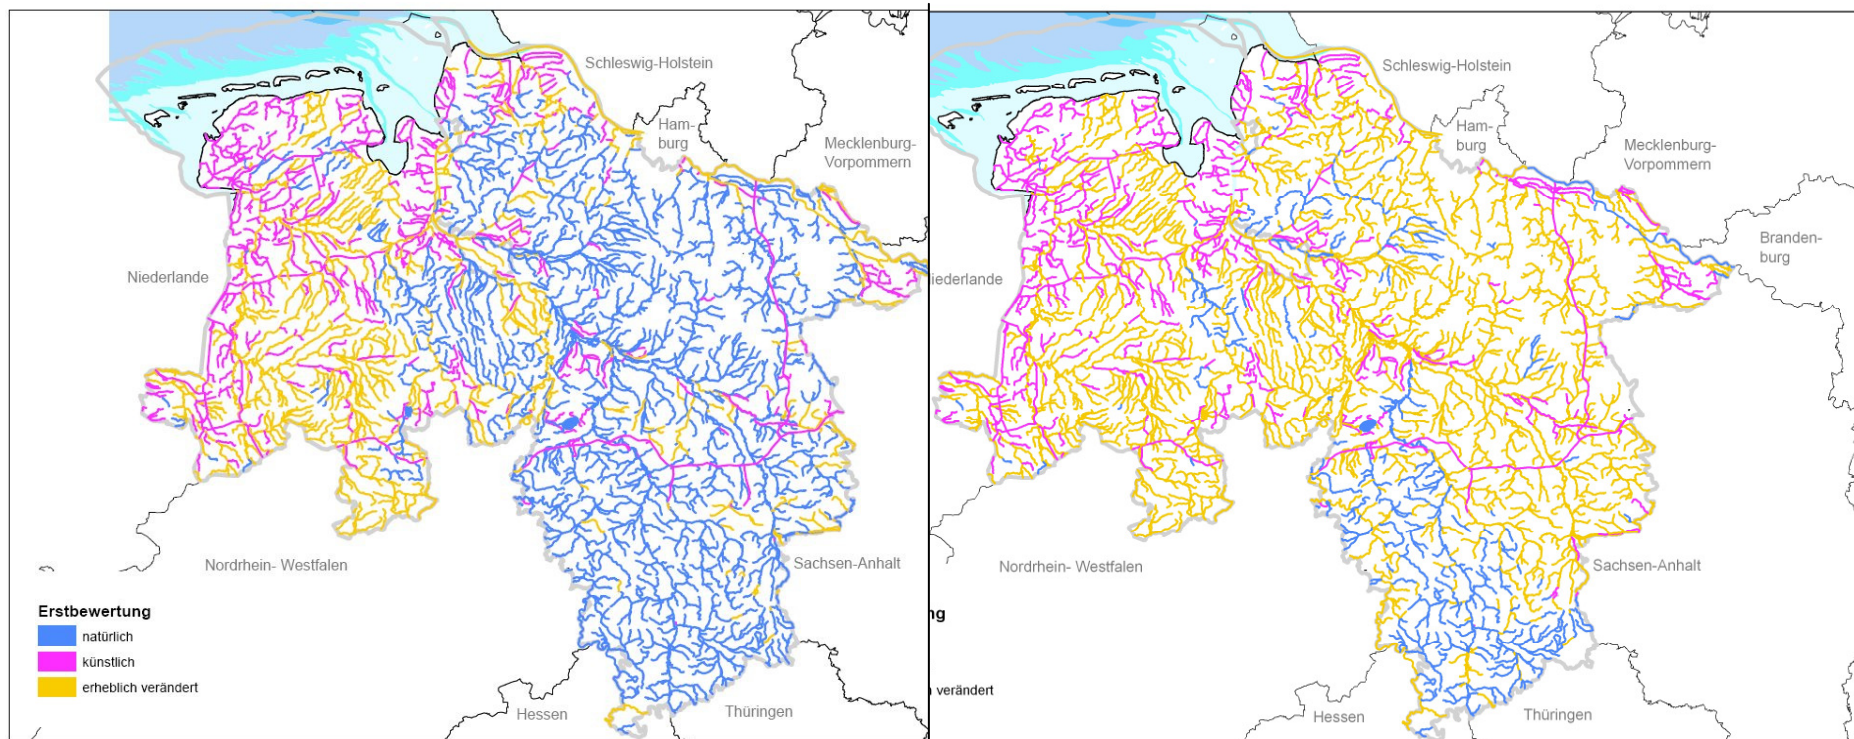 Schleswig-Holstein
Ham-
burg
Mecklenburg-
Vorpommern
Niederlande
Nordrhein- Westfalen
Sachsen-Anhalt
Erstbewertung
natürlich
künstlich
erheblich verändert
Hessen
Thüringen
Schleswig-Holstein
Ham-
burg
Mecklenburg-
Vorpommern
Branden-
burg
iederlande
Nordrhein- Westfalen
Sachsen-Anhalt
ng
verändert
Hessen
Thüringen